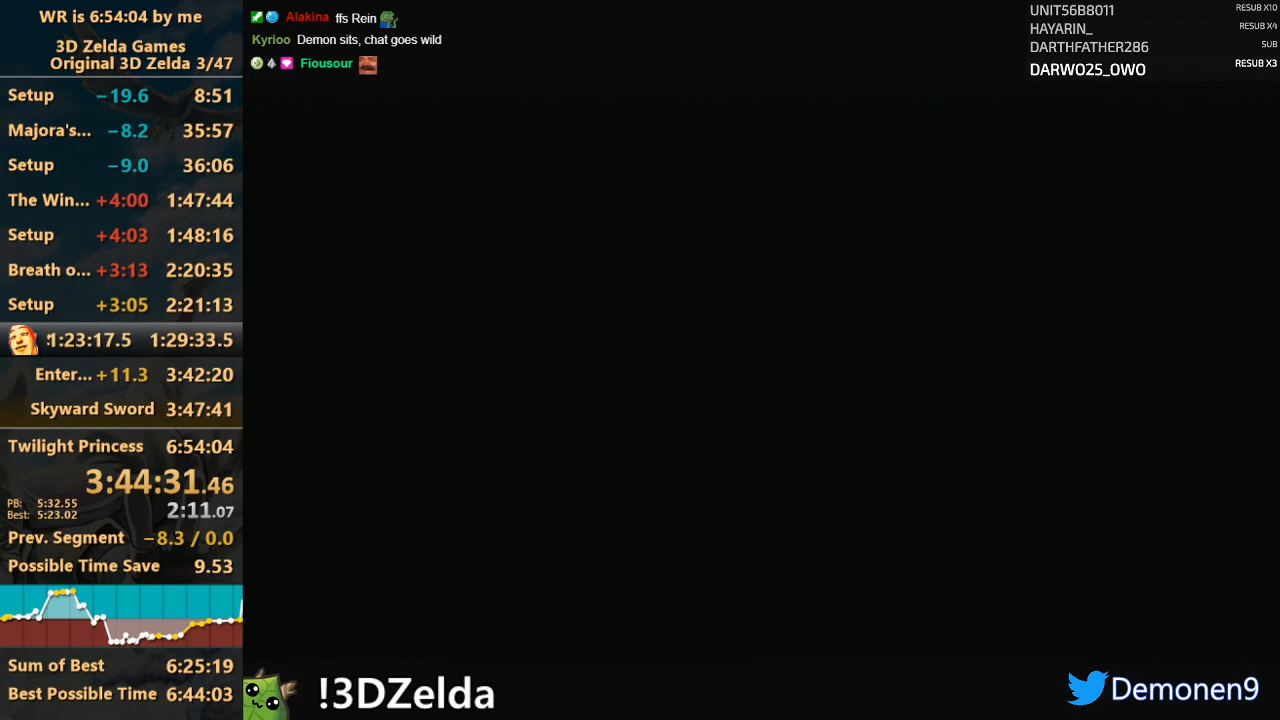 WR is 6:54:04 by me
3D Zelda Games
Original 3D Zelda 3/47
Setup −19.6 8:51
Majora's... −8.2 35:57
Setup −9.0 36:06
The Win... +4:00 1:47:44
Setup +4:03 1:48:16
Breath o... +3:13 2:20:35
Setup +3:05 2:21:13
1:23:17.5 1:29:33.5
Enter... +11.3 3:42:20
Skyward Sword 3:47:41
Twilight Princess 6:54:04
3:44:31.46
PB: 5:32.55
Best: 5:23.02
2:11.07
Prev. Segment −8.3 / 0.0
Possible Time Save 9.53
Sum of Best 6:25:19
Best Possible Time 6:44:03
Alakina ffs Rein
Kyrioo Demon sits, chat goes wild
Fiousour
UNIT56B8011 RESUB X10
HAYARIN_ RESUB X4
DARTHFATHER286 SUB
DARWO25_OWO RESUB X3
!3DZelda
Demonen9